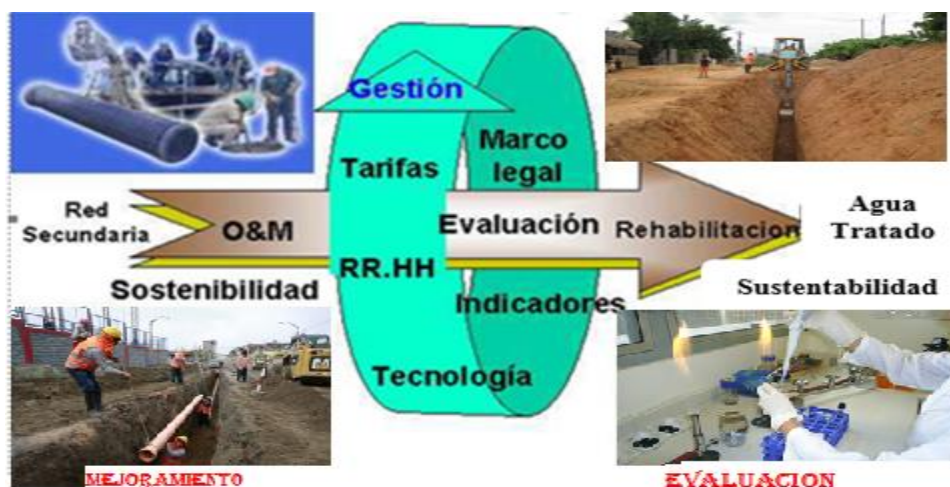 Gestión
Tarifas
Marco
legal
Red
Secundaria
O&M
Evaluación
Rehabilitacion
Agua
Tratado
RR.HH
Sostenibilidad
Indicadores
Sustentabilidad
Tecnología
MEJORAMIENTO
EVALUACION